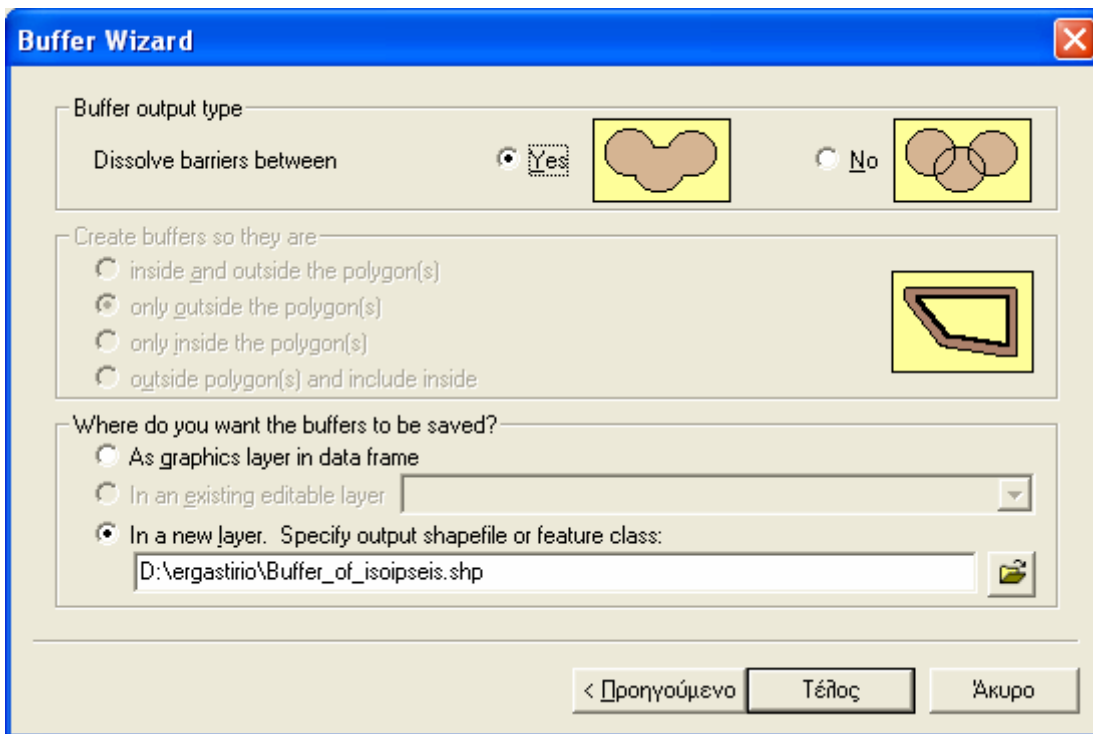 Buffer Wizard
Buffer output type
Dissolve barriers between
Yes
No
Create buffers so they are
inside and outside the polygon(s)
only outside the polygon(s)
only inside the polygon(s)
outside polygon(s) and include inside
Where do you want the buffers to be saved?
As graphics layer in data frame
In an existing editable layer
In a new layer. Specify output shapefile or feature class:
D:\ergastirio\Buffer_of_isoipseis.shp
< Προηγούμενο
Τέλος
Άκυρο